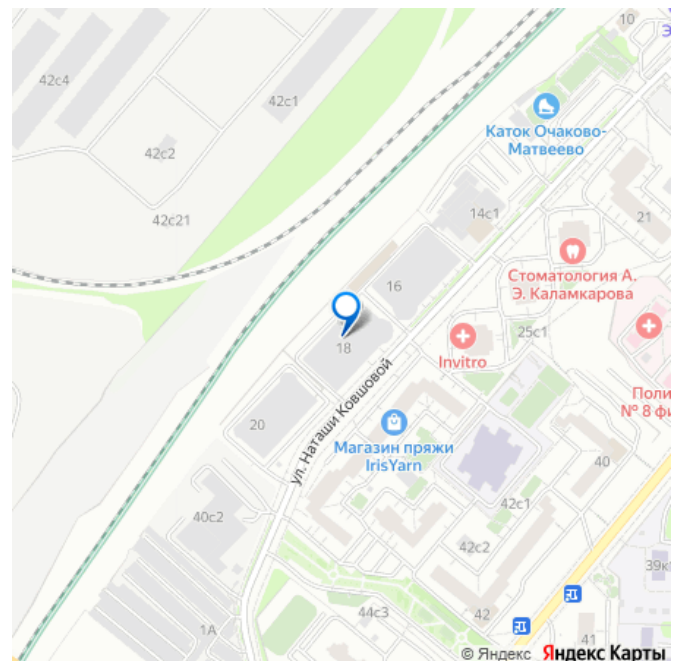 10
Э
42с4
42с1
Каток Очаково-
Матвеево
42с2
14с1
21
42с21
Стоматология А.
Э. Каламкарова
16
25с1
18
Invitro
Поли
№ 8 фи
ул. Наташи Ковшовой
20
Магазин пряжи
IrisYarn
40
42с1
40с2
42с2
39к
44с3
42
1А
41
© Яндекс Яндекс Карты